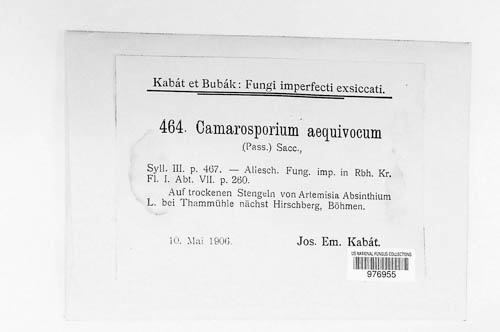 Kabát et Bubák: Fungi imperfecti exsiccati.
464. Camarosporium aequivocum
(Pass.) Sacc.,
Syll. III. p. 467. — Allesch. Fung. imp. in Rbh. Kr.
Fl. I. Abt. VII. p. 260.
Auf trockenen Stengeln von Artemisia Absinthium
L. bei Thammühle nächst Hirschberg, Böhmen.
10. Mai 1906. Jos. Em. Kabát.
US NATIONAL FUNGUS COLLECTIONS
976955